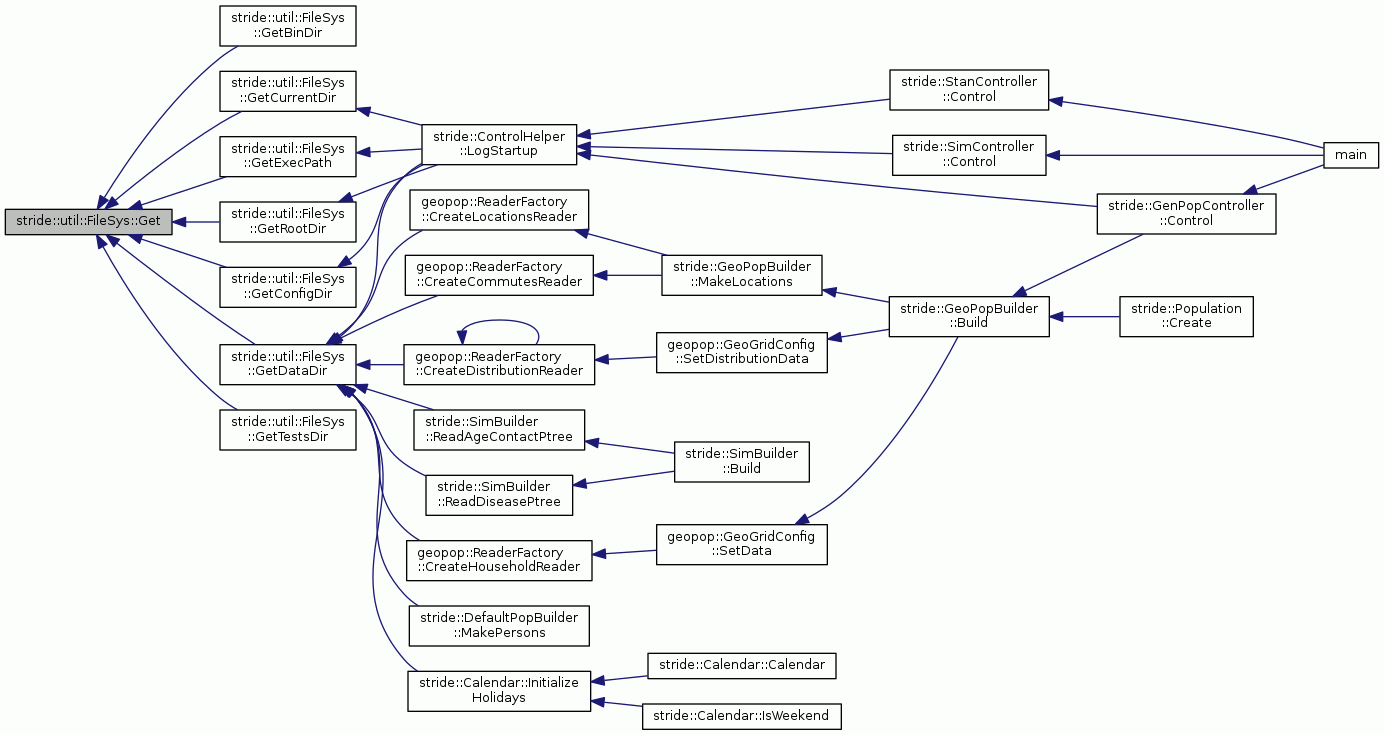 stride::util::FileSys::Get
stride::util::FileSys
::GetBinDir
stride::util::FileSys
::GetCurrentDir
stride::util::FileSys
::GetExecPath
stride::util::FileSys
::GetRootDir
stride::util::FileSys
::GetConfigDir
stride::util::FileSys
::GetDataDir
stride::util::FileSys
::GetTestsDir
stride::ControlHelper
::LogStartup
geopop::ReaderFactory
::CreateLocationsReader
geopop::ReaderFactory
::CreateCommutesReader
geopop::ReaderFactory
::CreateDistributionReader
stride::SimBuilder
::ReadAgeContactPtree
stride::SimBuilder
::ReadDiseasePtree
geopop::ReaderFactory
::CreateHouseholdReader
stride::DefaultPopBuilder
::MakePersons
stride::Calendar::Initialize
Holidays
stride::GeoPopBuilder
::MakeLocations
geopop::GeoGridConfig
::SetDistributionData
stride::SimBuilder
::Build
geopop::GeoGridConfig
::SetData
stride::Calendar::Calendar
stride::Calendar::IsWeekend
stride::StanController
::Control
stride::SimController
::Control
stride::GeoPopBuilder
::Build
stride::GenPopController
::Control
stride::Population
::Create
main